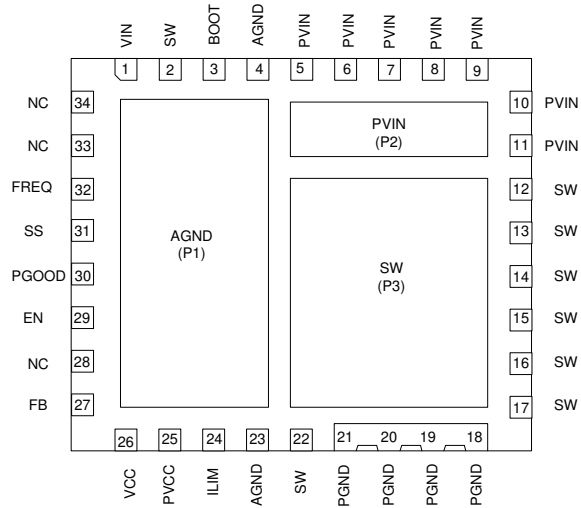 VIN
SW
BOOT
AGND
PVIN
PVIN
PVIN
PVIN
PVIN
1
2
3
4
5
6
7
8
9
NC 34
NC 33
FREQ 32
SS 31
PGOOD 30
EN 29
NC 28
FB 27
AGND
(P1)
PVIN
(P2)
SW
(P3)
10 PVIN
11 PVIN
12 SW
13 SW
14 SW
15 SW
16 SW
17 SW
26
25
24
23
22
21
20
19
18
VCC
PVCC
ILIM
AGND
SW
PGND
PGND
PGND
PGND